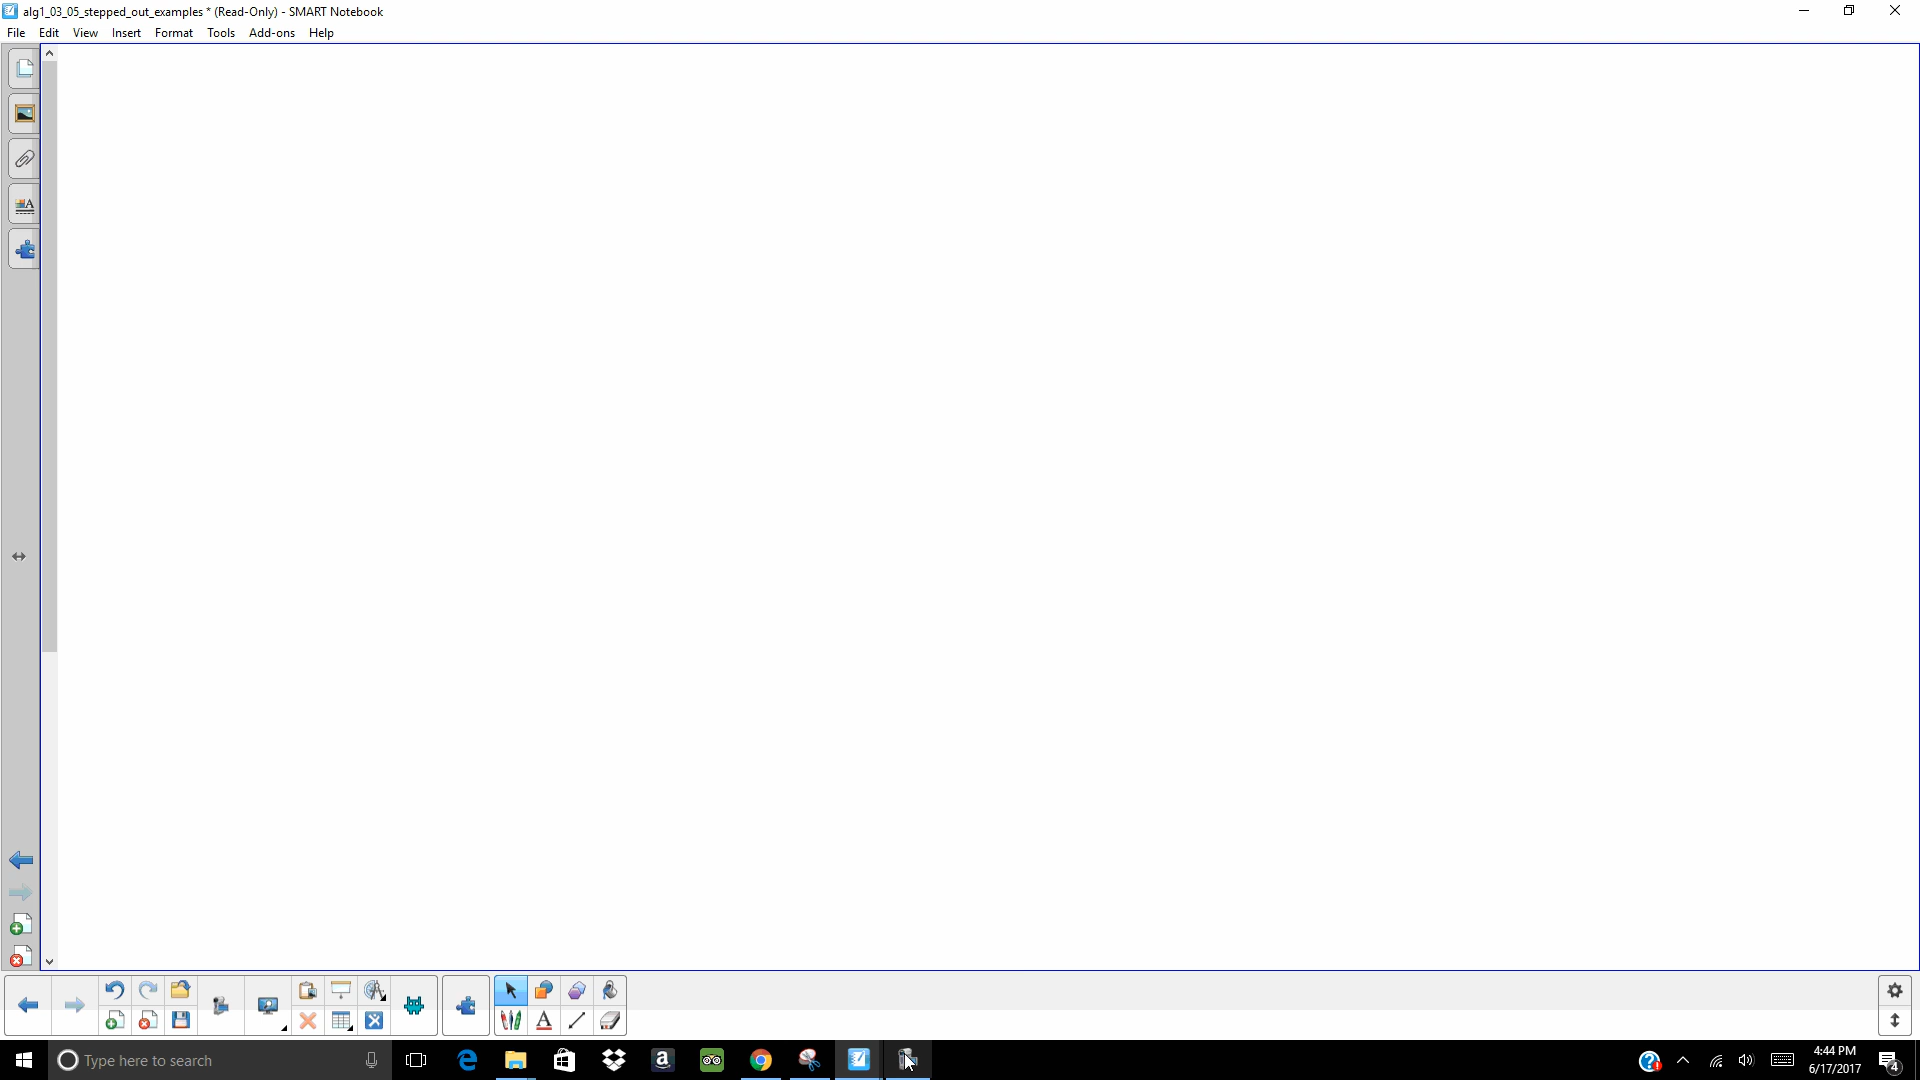 alg1_03_05_stepped_out_examples * (Read-Only) - SMART Notebook
File Edit View Insert Format Tools Add-ons Help
Type here to search
4:44 PM
6/17/2017
4